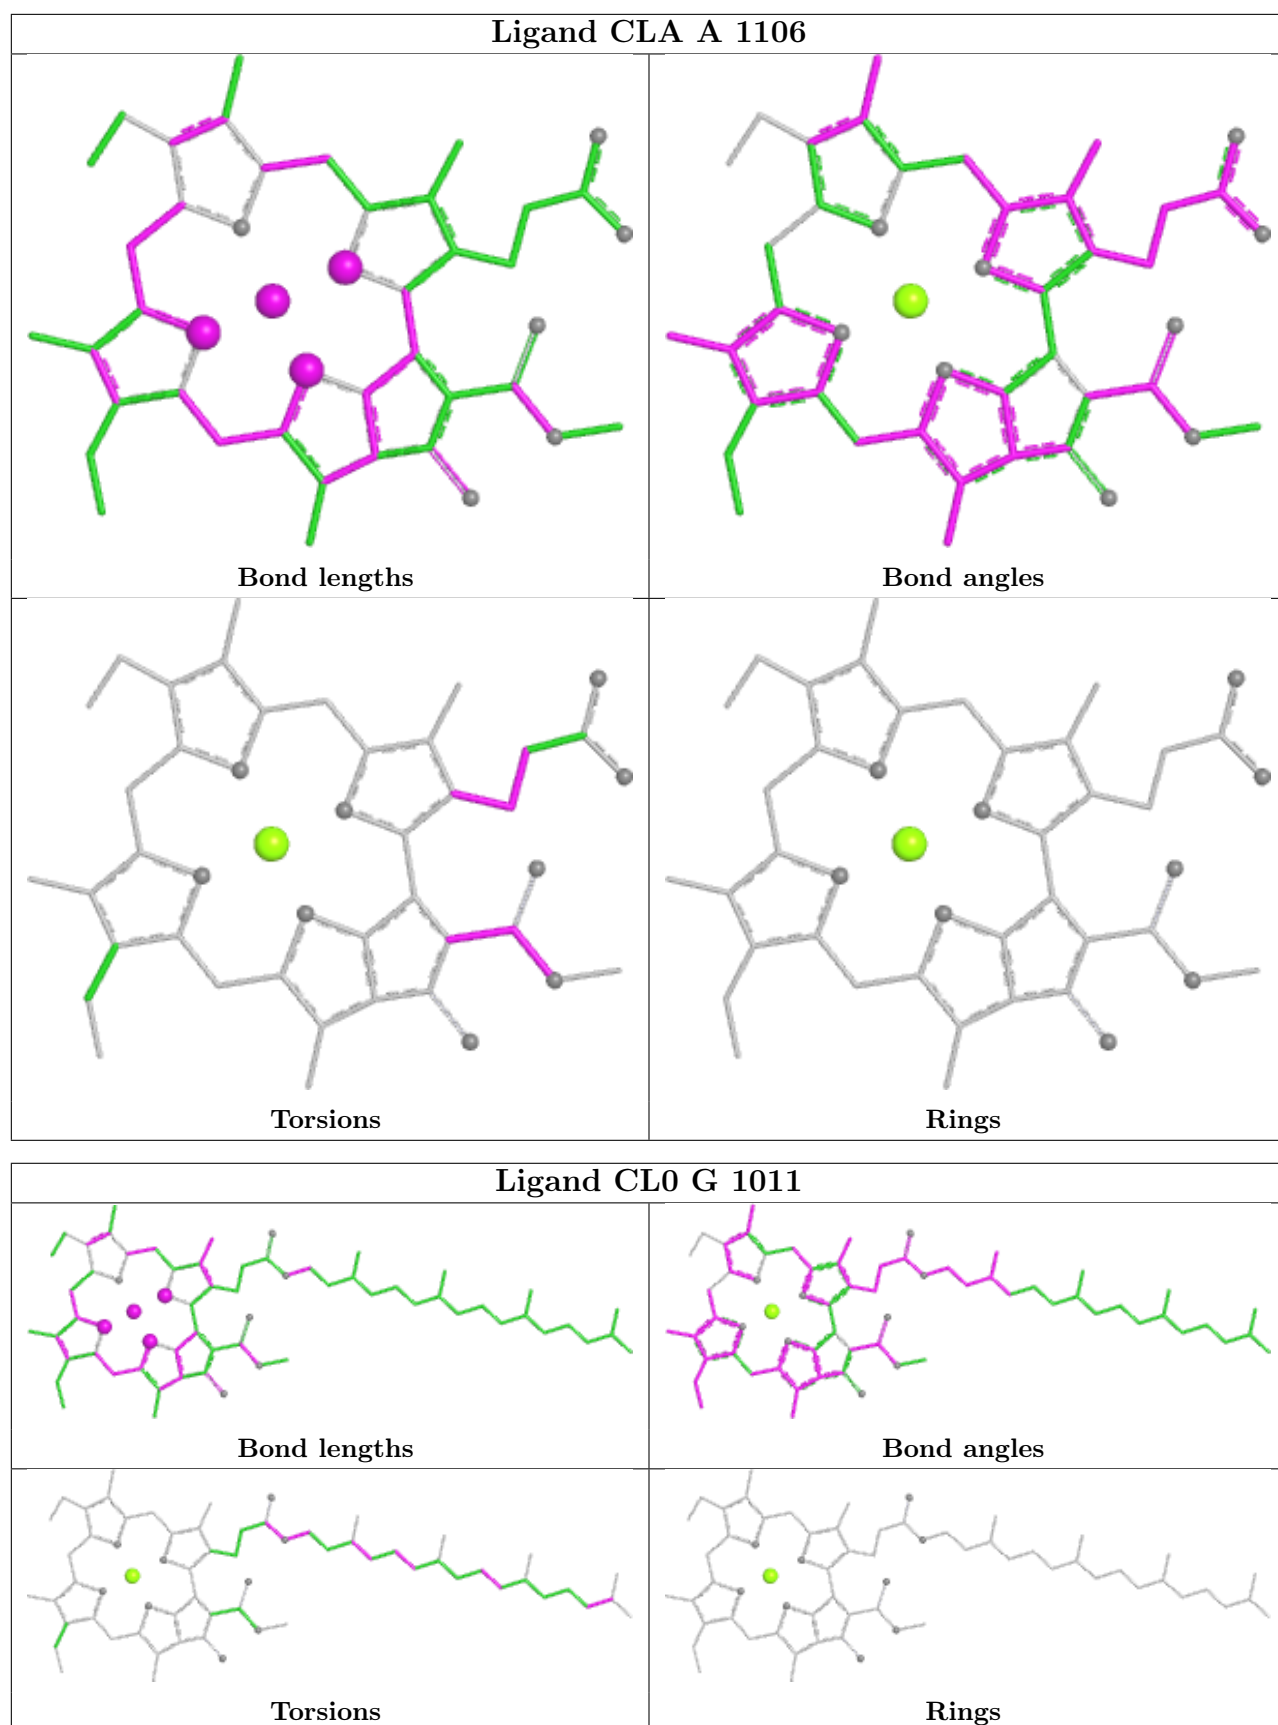 Ligand CLA A 1106
Bond lengths
Bond angles
Torsions
Rings
Ligand CL0 G 1011
Bond lengths
Bond angles
Torsions
Rings